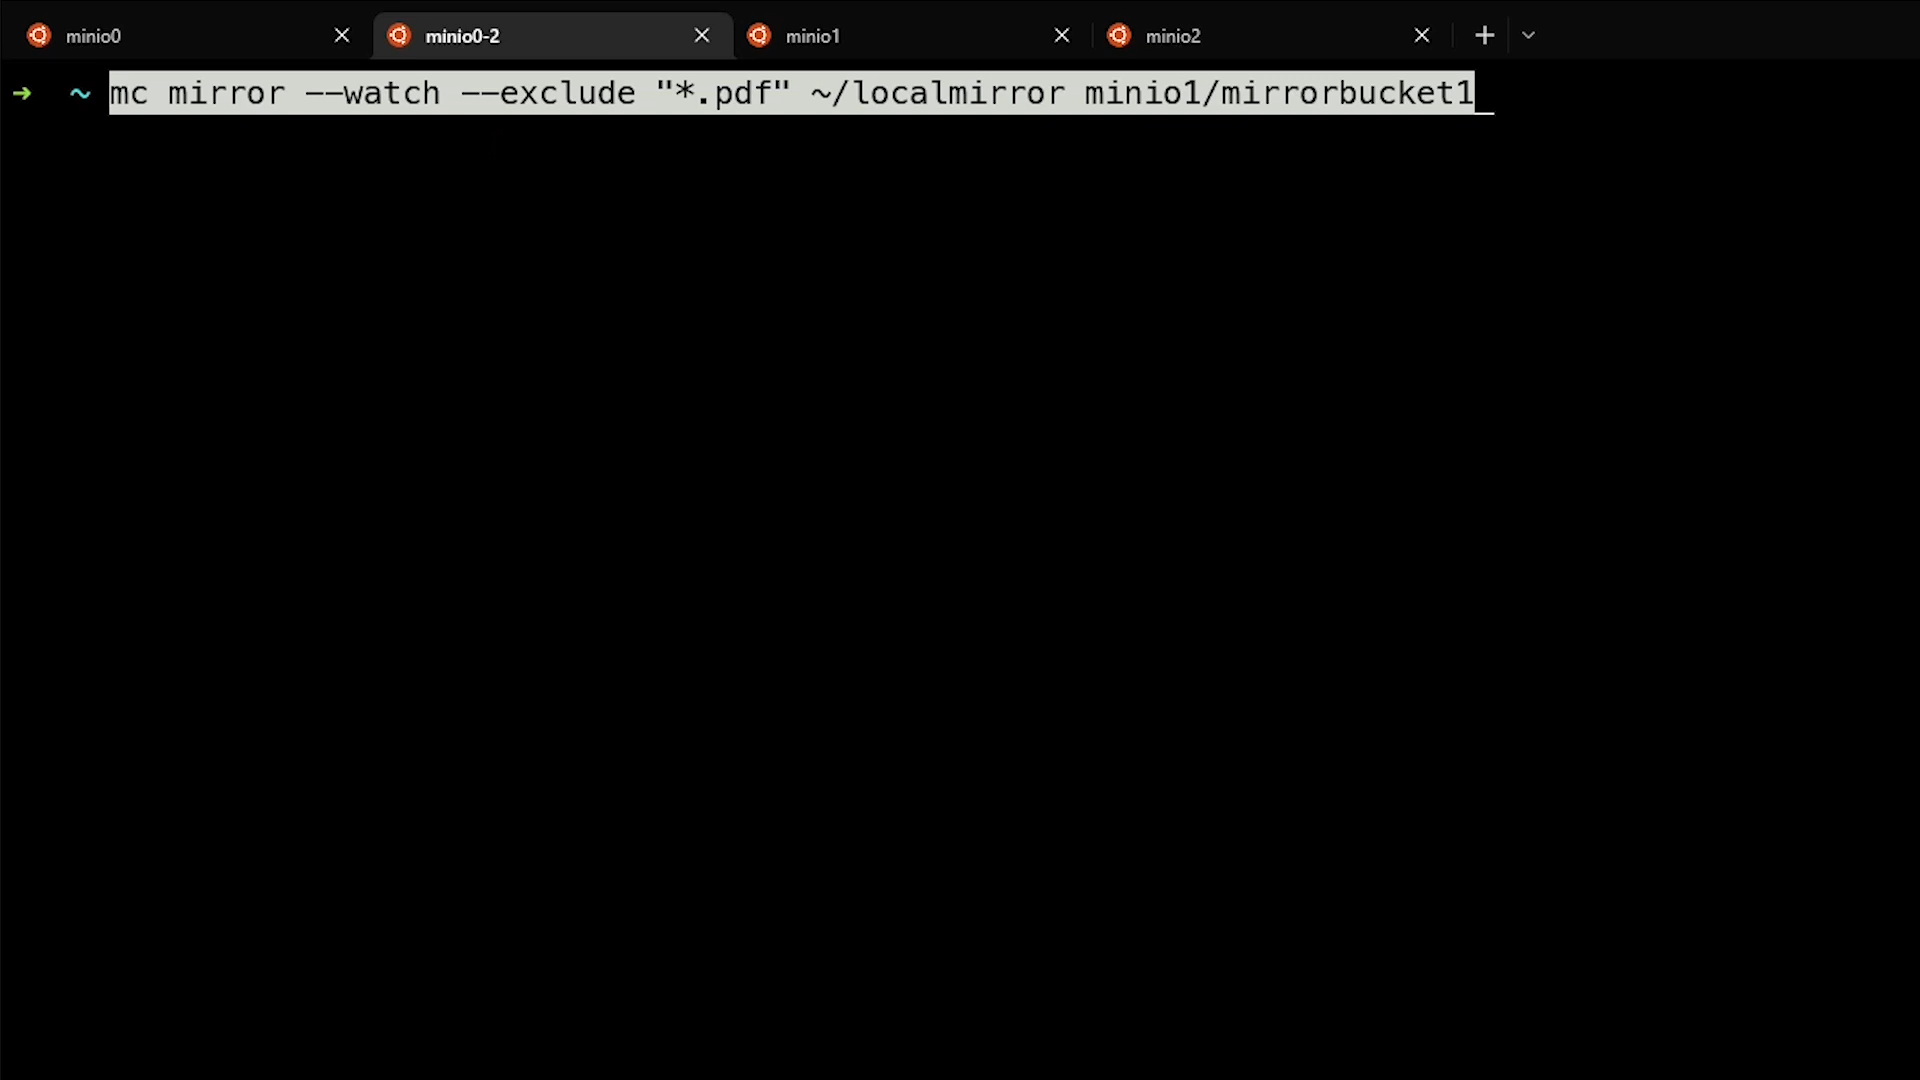 minio0 minio0-2 minio1 minio2
➜ ~ mc mirror --watch --exclude "*.pdf" ~/localmirror minio1/mirrorbucket1